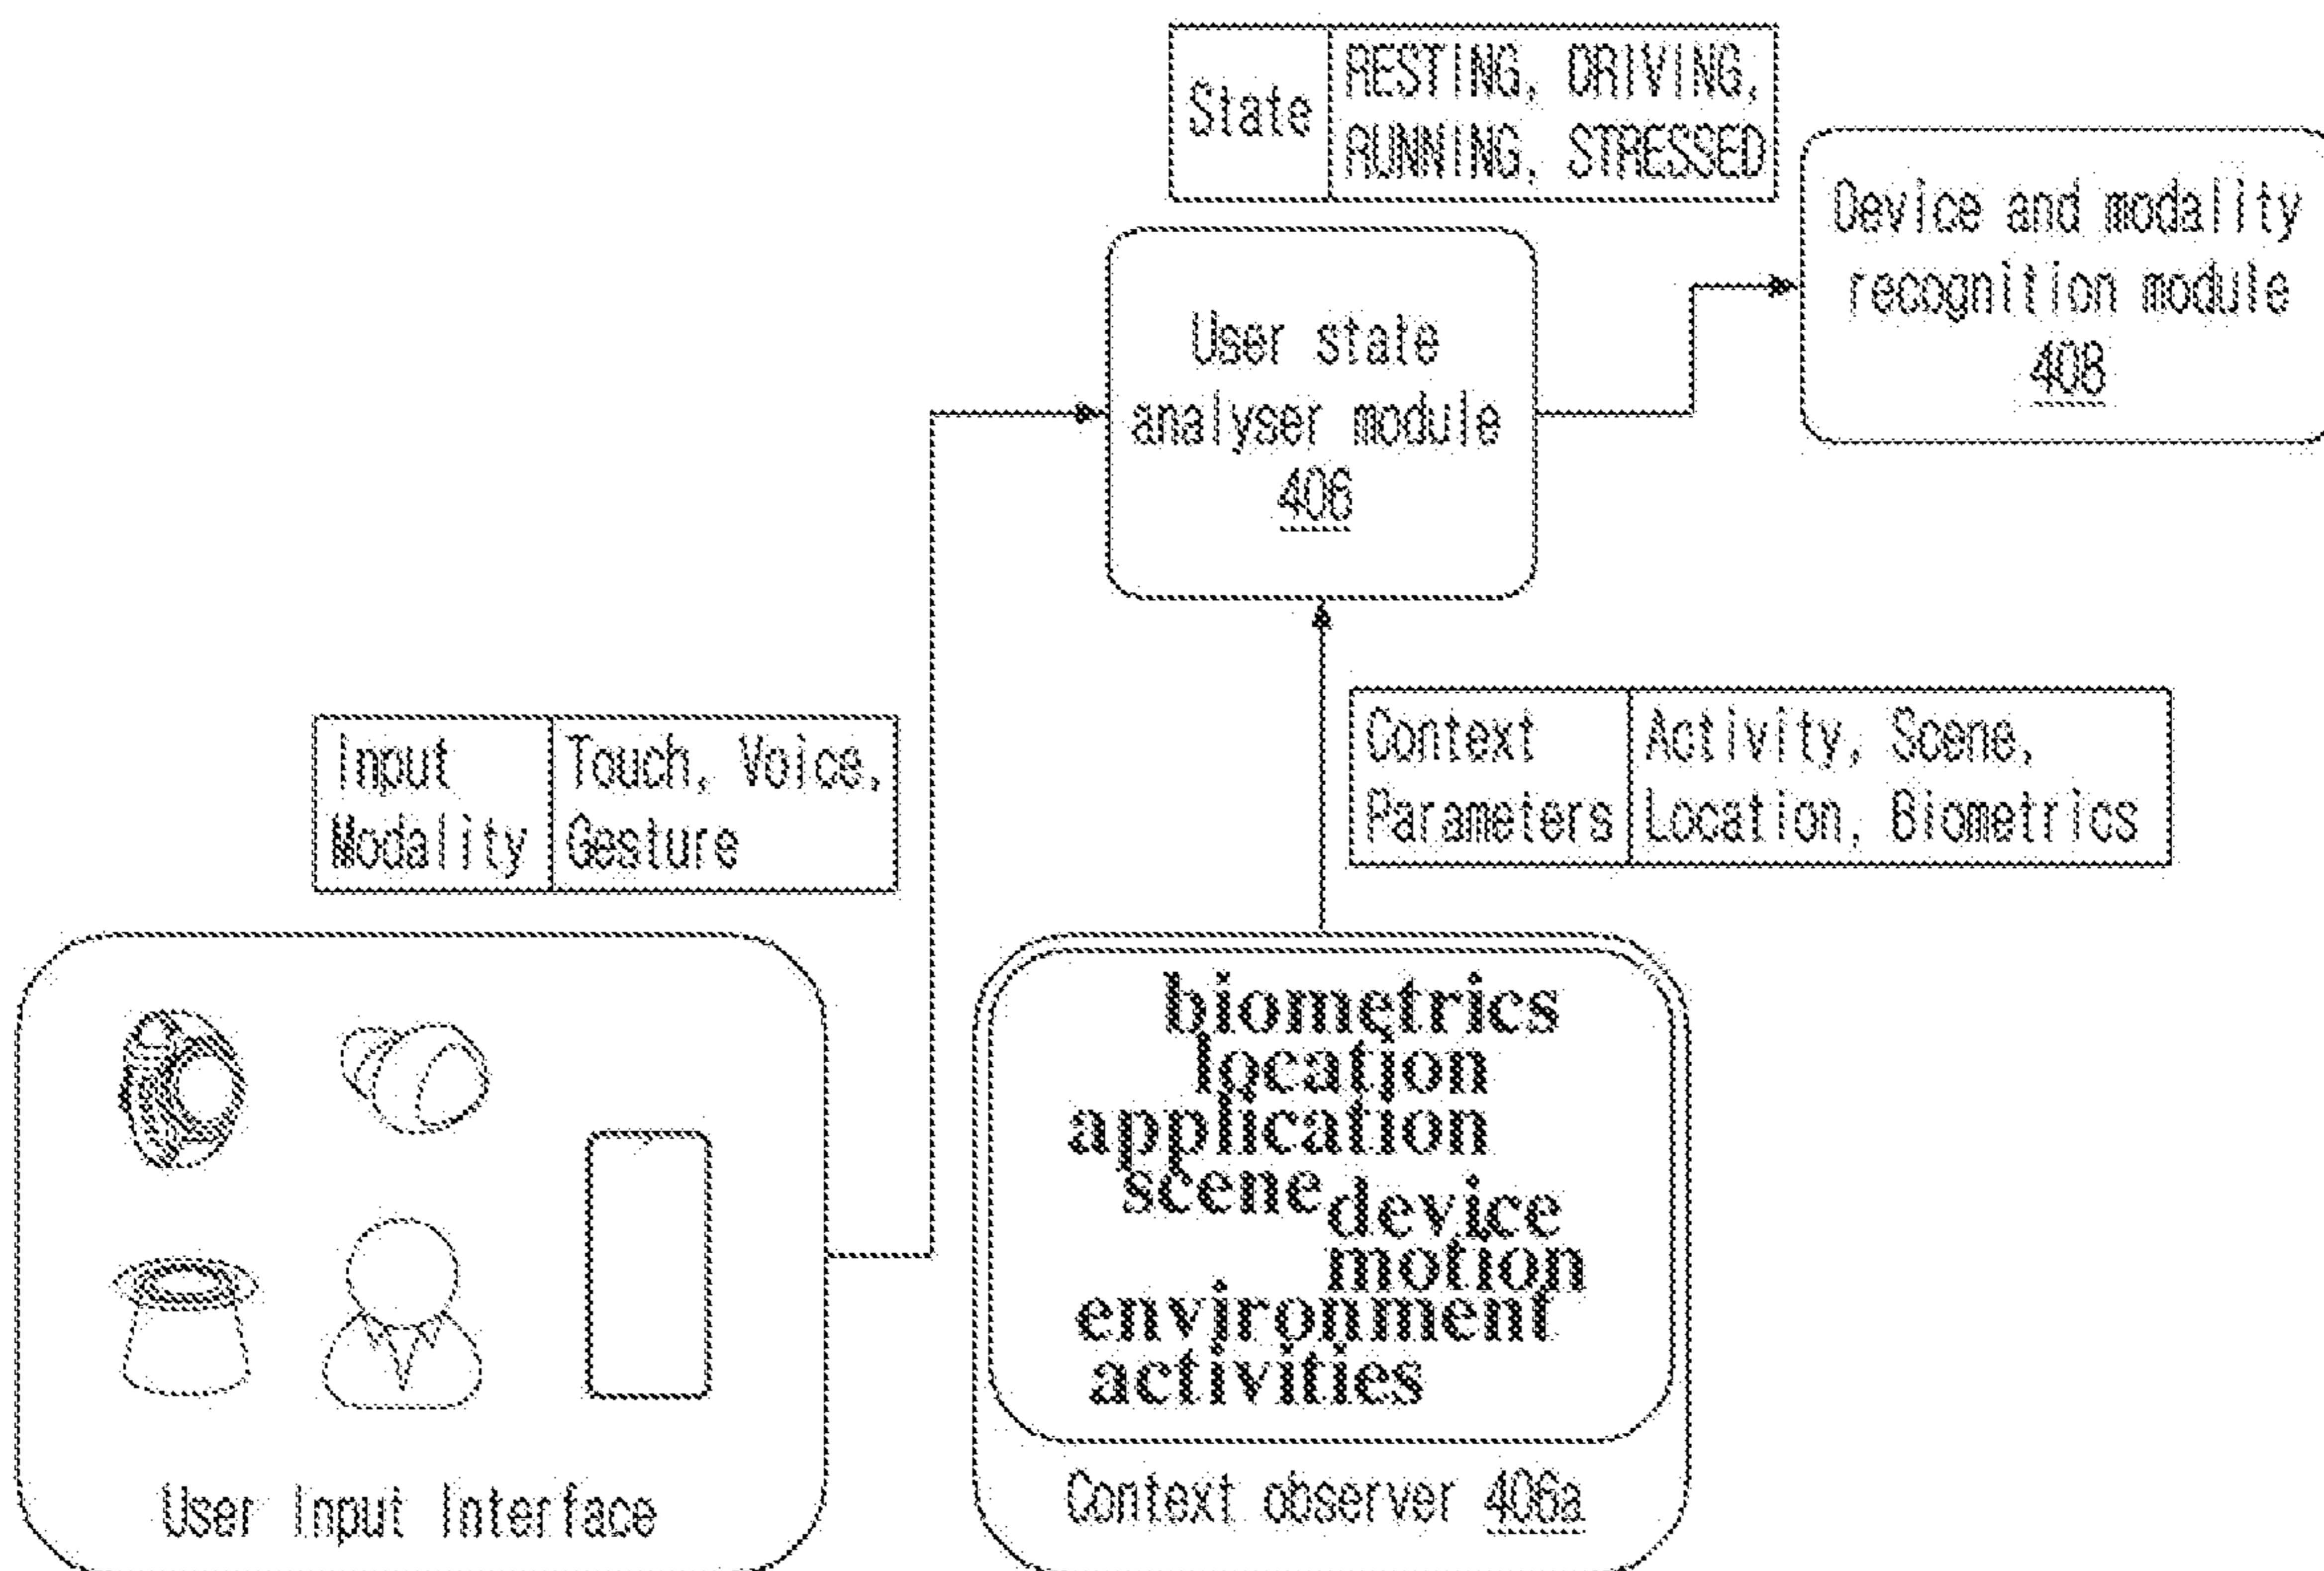 State
RESTING, DRIVING,
RUNNING, STRESSED
Device and modality
recognition module
408
User state
analyser module
406
Input
Modality
Touch, Voice,
Gesture
Context
Parameters
Activity, Scene,
Location, Biometrics
biometrics
location
application
scene
device
motion
environment
activities
User Input Interface
Context observer 406a